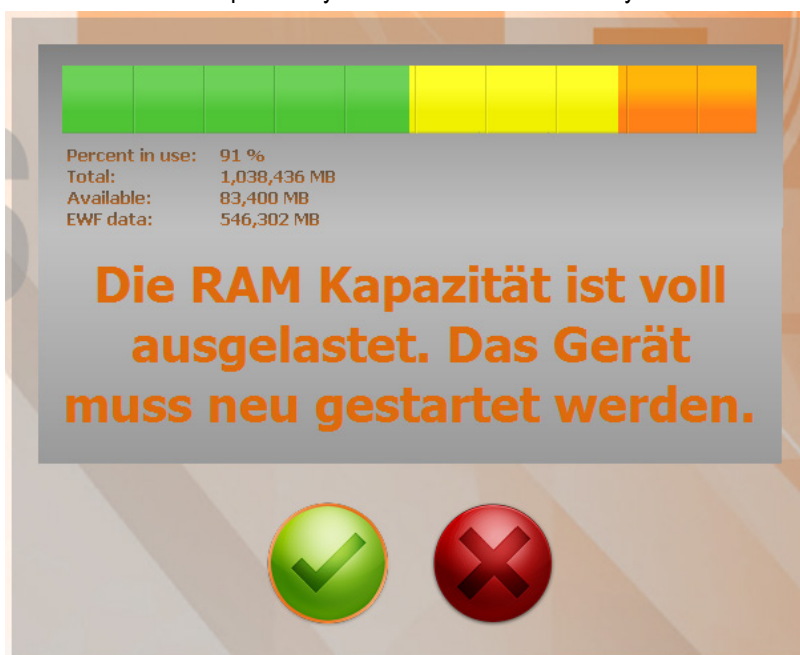 Percent in use: 91 %
Total: 1,038,436 MB
Available: 83,400 MB
EWF data: 546,302 MB
Die RAM Kapazität ist voll
ausgelastet. Das Gerät
muss neu gestartet werden.